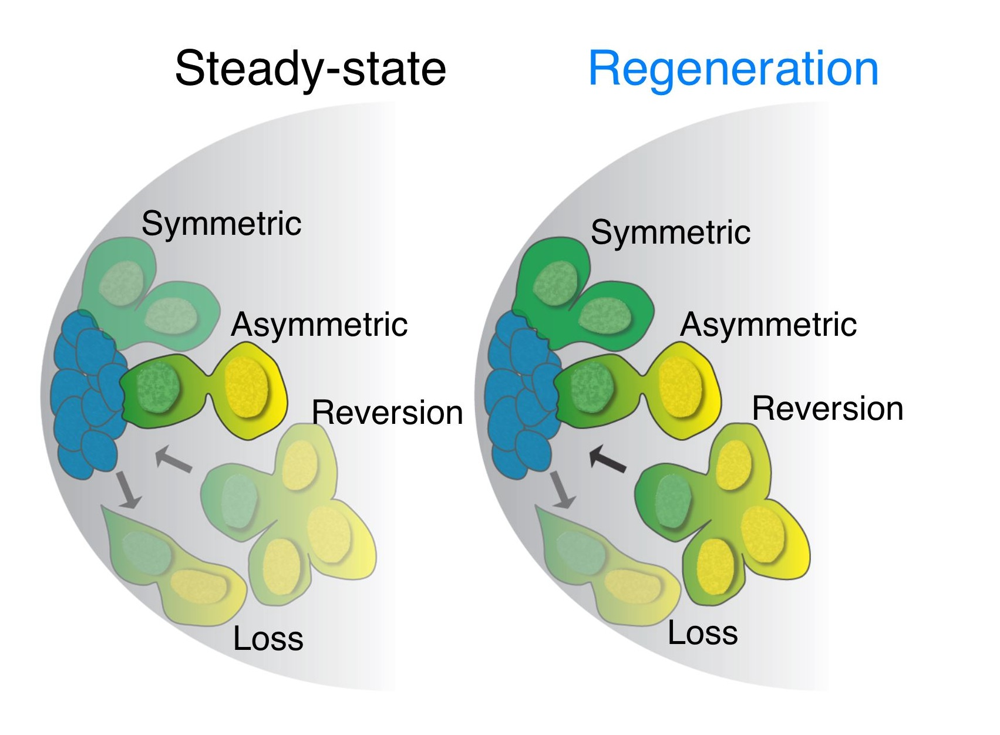 Steady-state
Symmetric
Asymmetric
Reversion
Loss
Regeneration
Symmetric
Asymmetric
Reversion
Loss